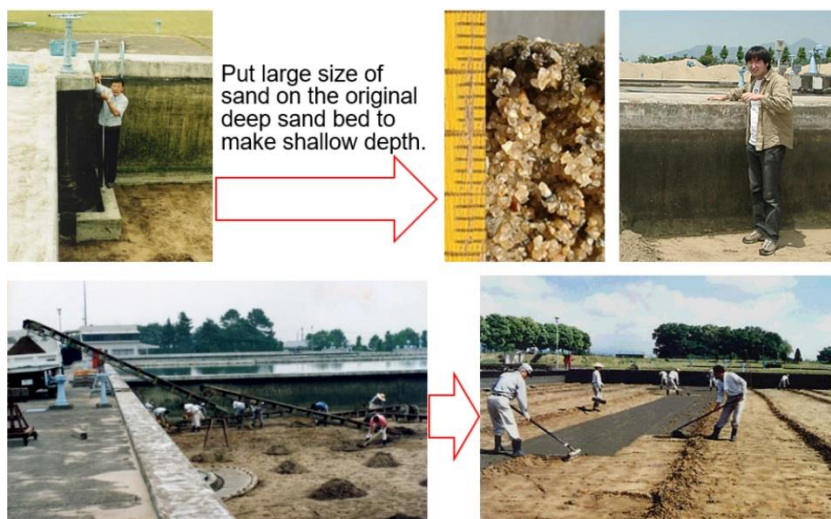 Put large size of
sand on the original
deep sand bed to
make shallow depth.